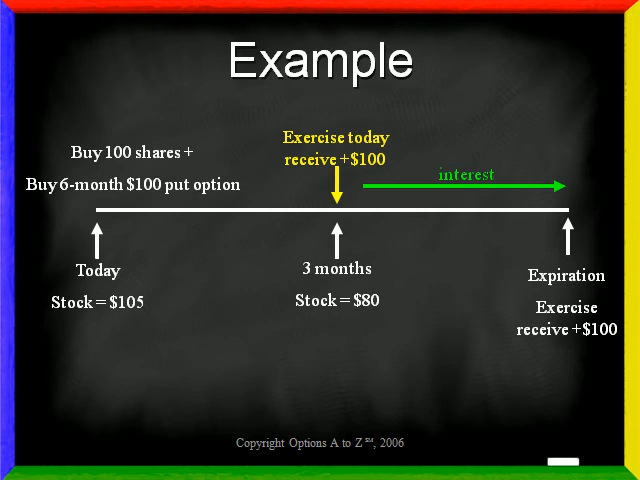 Example
Buy 100 shares +
Buy 6-month $100 put option
Exercise today
receive +$100
interest
Today
Stock = $105
3 months
Stock = $80
Expiration
Exercise
receive +$100
Copyright Options A to Z ℠, 2006